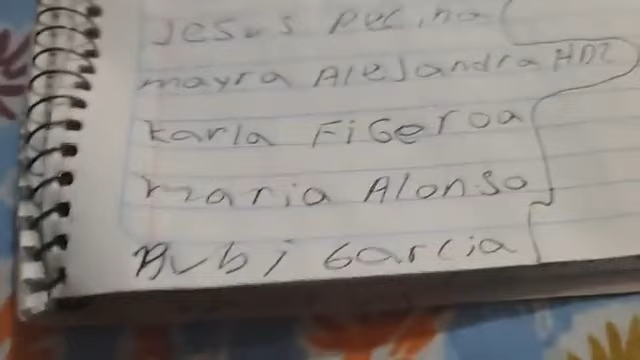 Jesus Pecina
mayra Alejandra HDZ
Karla FiGeroa
maria Alonso
Rubi Garcia